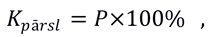 K_pārsl = P×100% ,